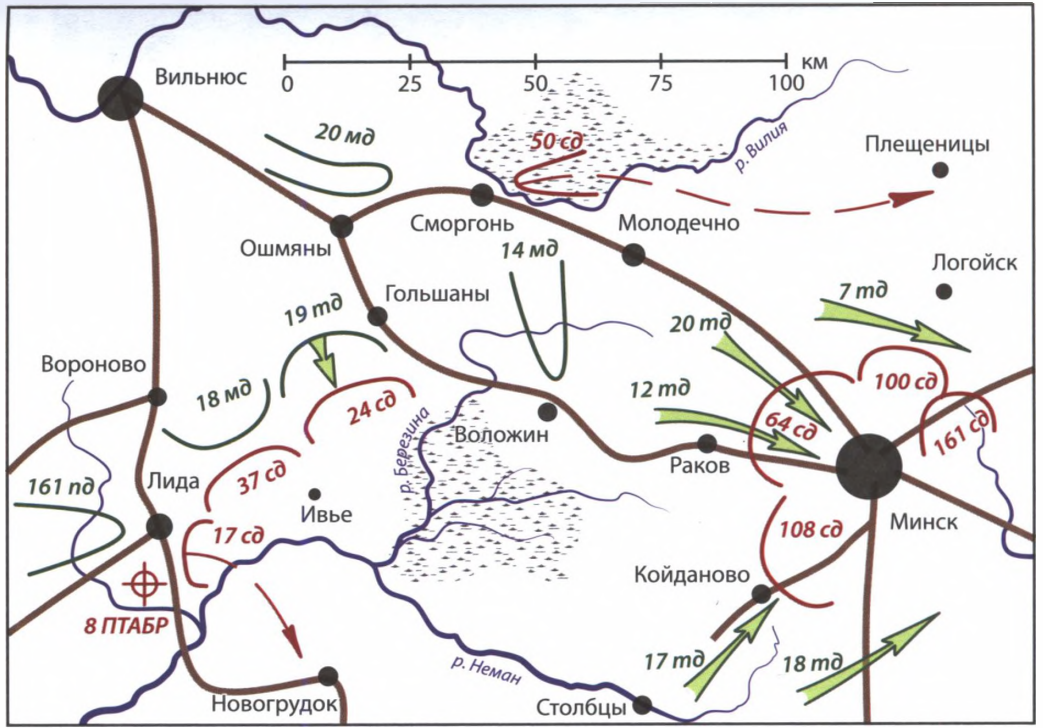 Вильнюс
0 25 50 75 100 км
20 мд
50 сд
р. Вилия
Плещеницы
Сморгонь
Молодечно
Ошмяны
14 мд
Логойск
Гольшаны
19 тд
7 тд
20 тд
Вороново
18 мд
24 сд
12 тд
100 сд
64 сд
161 сд
Воложин
р. Березина
Раков
37 сд
161 пд
Лида
Ивье
17 сд
Минск
108 сд
Койданово
8 ПТАБР
17 тд
18 тд
р. Неман
Новогрудок
Столбцы